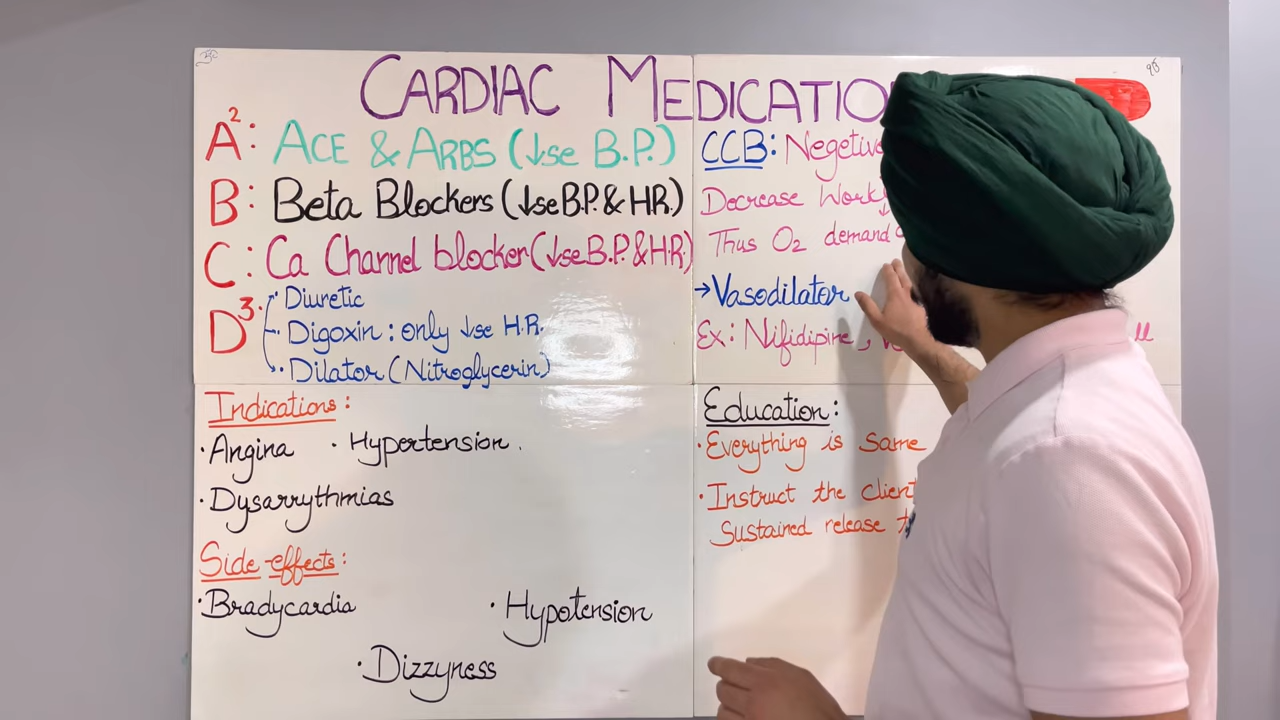 CARDIAC MEDICATIO
A²: ACE & ARBS (↓se B.P.)
B: Beta Blockers (↓se B.P. & HR)
C: Ca Channel blocker (↓se B.P. & H.R.)
D³
· Diuretic
· Digoxin : only ↓se H.R.
· Dilator (Nitroglycerin)
Indications :
· Angina · Hypertension .
· Dysarrythmias
Side-effects :
· Bradycardia · Hypotension
· Dizzyness
CCB: Negetive
Decrease Work
Thus O2 demand
→ Vasodilator
Ex: Nifidipine ,
Education :
· Everything is Same
· Instruct the Client
Sustained release